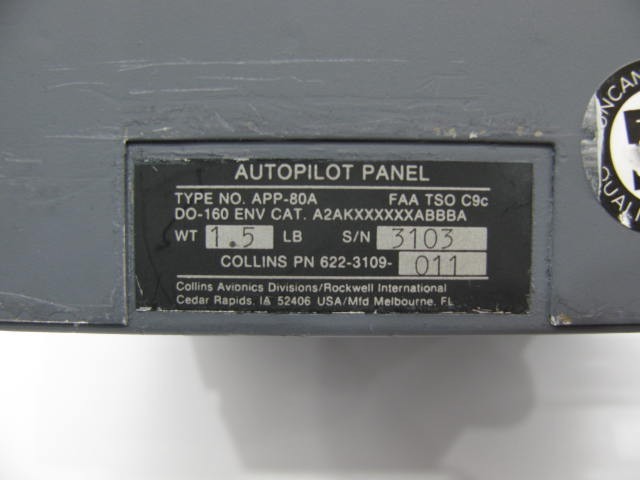 AUTOPILOT PANEL
TYPE NO. APP-80A FAA TSO C9c
DO-160 ENV CAT. A2AKXXXXXXABBBA
WT 1.5 LB S/N 3103
COLLINS PN 622-3109-011
Collins Avionics Divisions/Rockwell International
Cedar Rapids, IA 52406 USA/Mfd Melbourne, FL